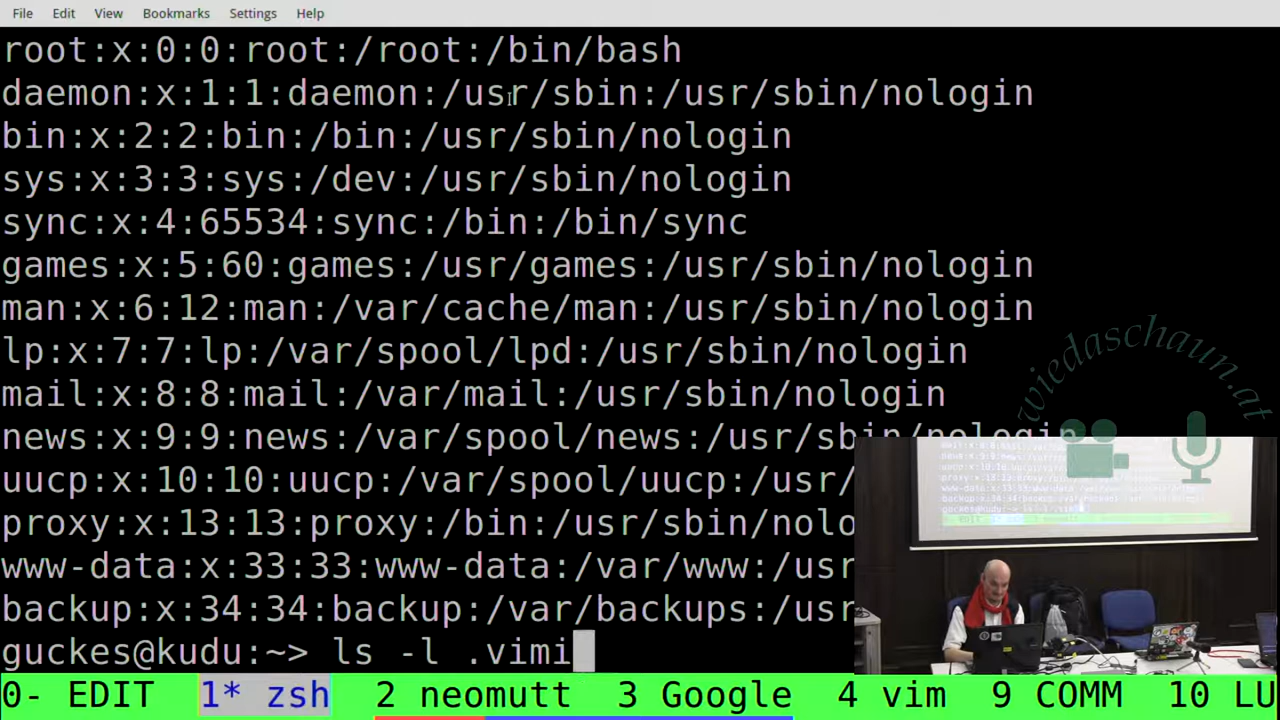 File Edit View Bookmarks Settings Help
root:x:0:0:root:/root:/bin/bash
daemon:x:1:1:daemon:/usr/sbin:/usr/sbin/nologin
bin:x:2:2:bin:/bin:/usr/sbin/nologin
sys:x:3:3:sys:/dev:/usr/sbin/nologin
sync:x:4:65534:sync:/bin:/bin/sync
games:x:5:60:games:/usr/games:/usr/sbin/nologin
man:x:6:12:man:/var/cache/man:/usr/sbin/nologin
lp:x:7:7:lp:/var/spool/lpd:/usr/sbin/nologin
mail:x:8:8:mail:/var/mail:/usr/sbin/nologin
news:x:9:9:news:/var/spool/news:/usr/sbin/nologin
uucp:x:10:10:uucp:/var/spool/uucp:/usr/
proxy:x:13:13:proxy:/bin:/usr/sbin/nolo
www-data:x:33:33:www-data:/var/www:/usr
backup:x:34:34:backup:/var/backups:/usr
guckes@kudu:~> ls -l .vimi
0- EDIT 1* zsh 2 neomutt 3 Google 4 vim 9 COMM 10 LU
wiedaschaun.at